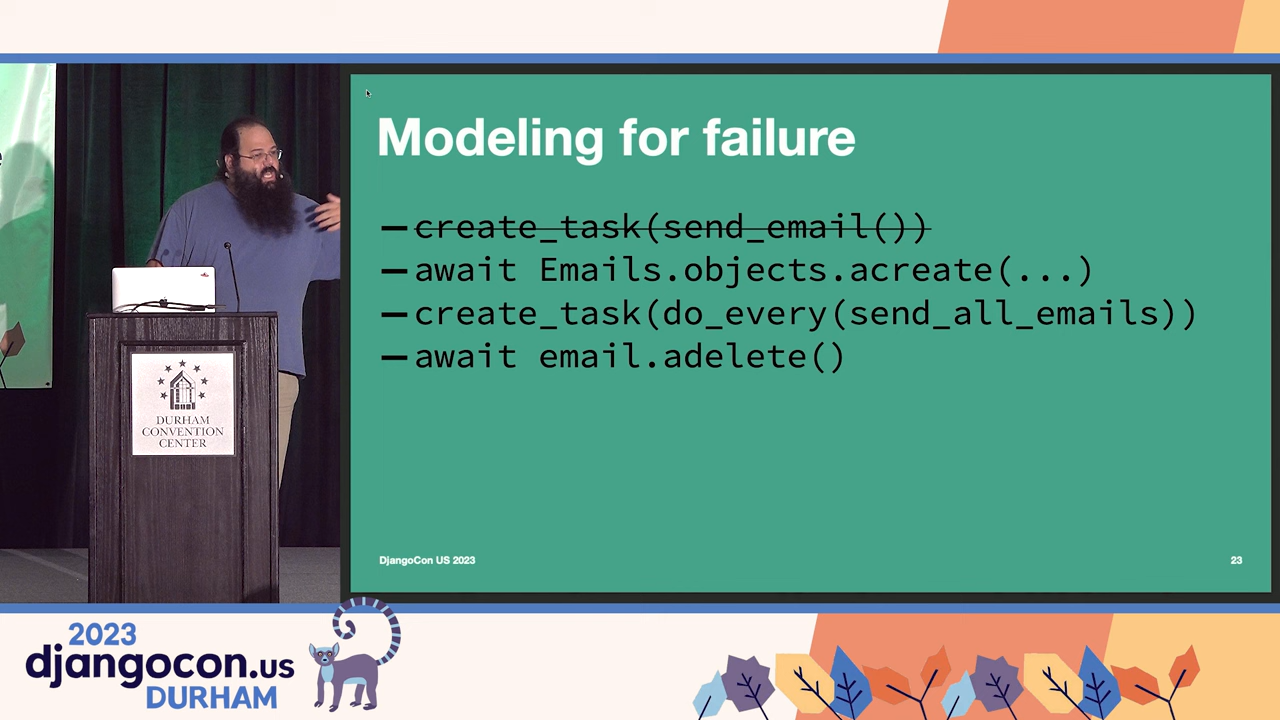 Modeling for failure
— create_task(send_email())
— await Emails.objects.acreate(...)
— create_task(do_every(send_all_emails))
— await email.adelete()
DjangoCon US 2023
23
DURHAM
CONVENTION
CENTER
2023
djangocon.us
DURHAM